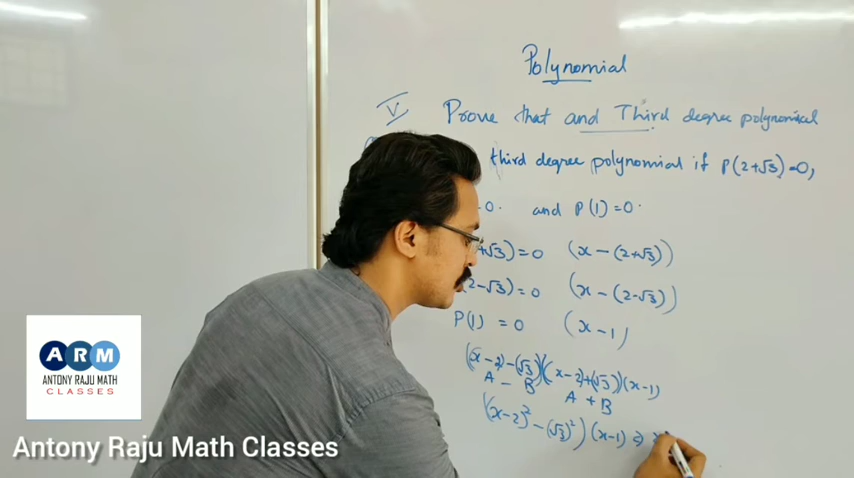 Polynomial
V Prove that and Third degree polynomial
third degree polynomial if P(2+√3)=0,
0. and P(1)=0.
+√3)=0 (x-(2+√3))
(2-√3)=0 (x-(2-√3))
P(1) =0 (x-1)
((x-2)-(√3))(x-2)+(√3))(x-1)
A - B A + B
((x-2)²-(√3)²)(x-1) ⇒
ARM
ANTONY RAJU MATH
CLASSES
Antony Raju Math Classes